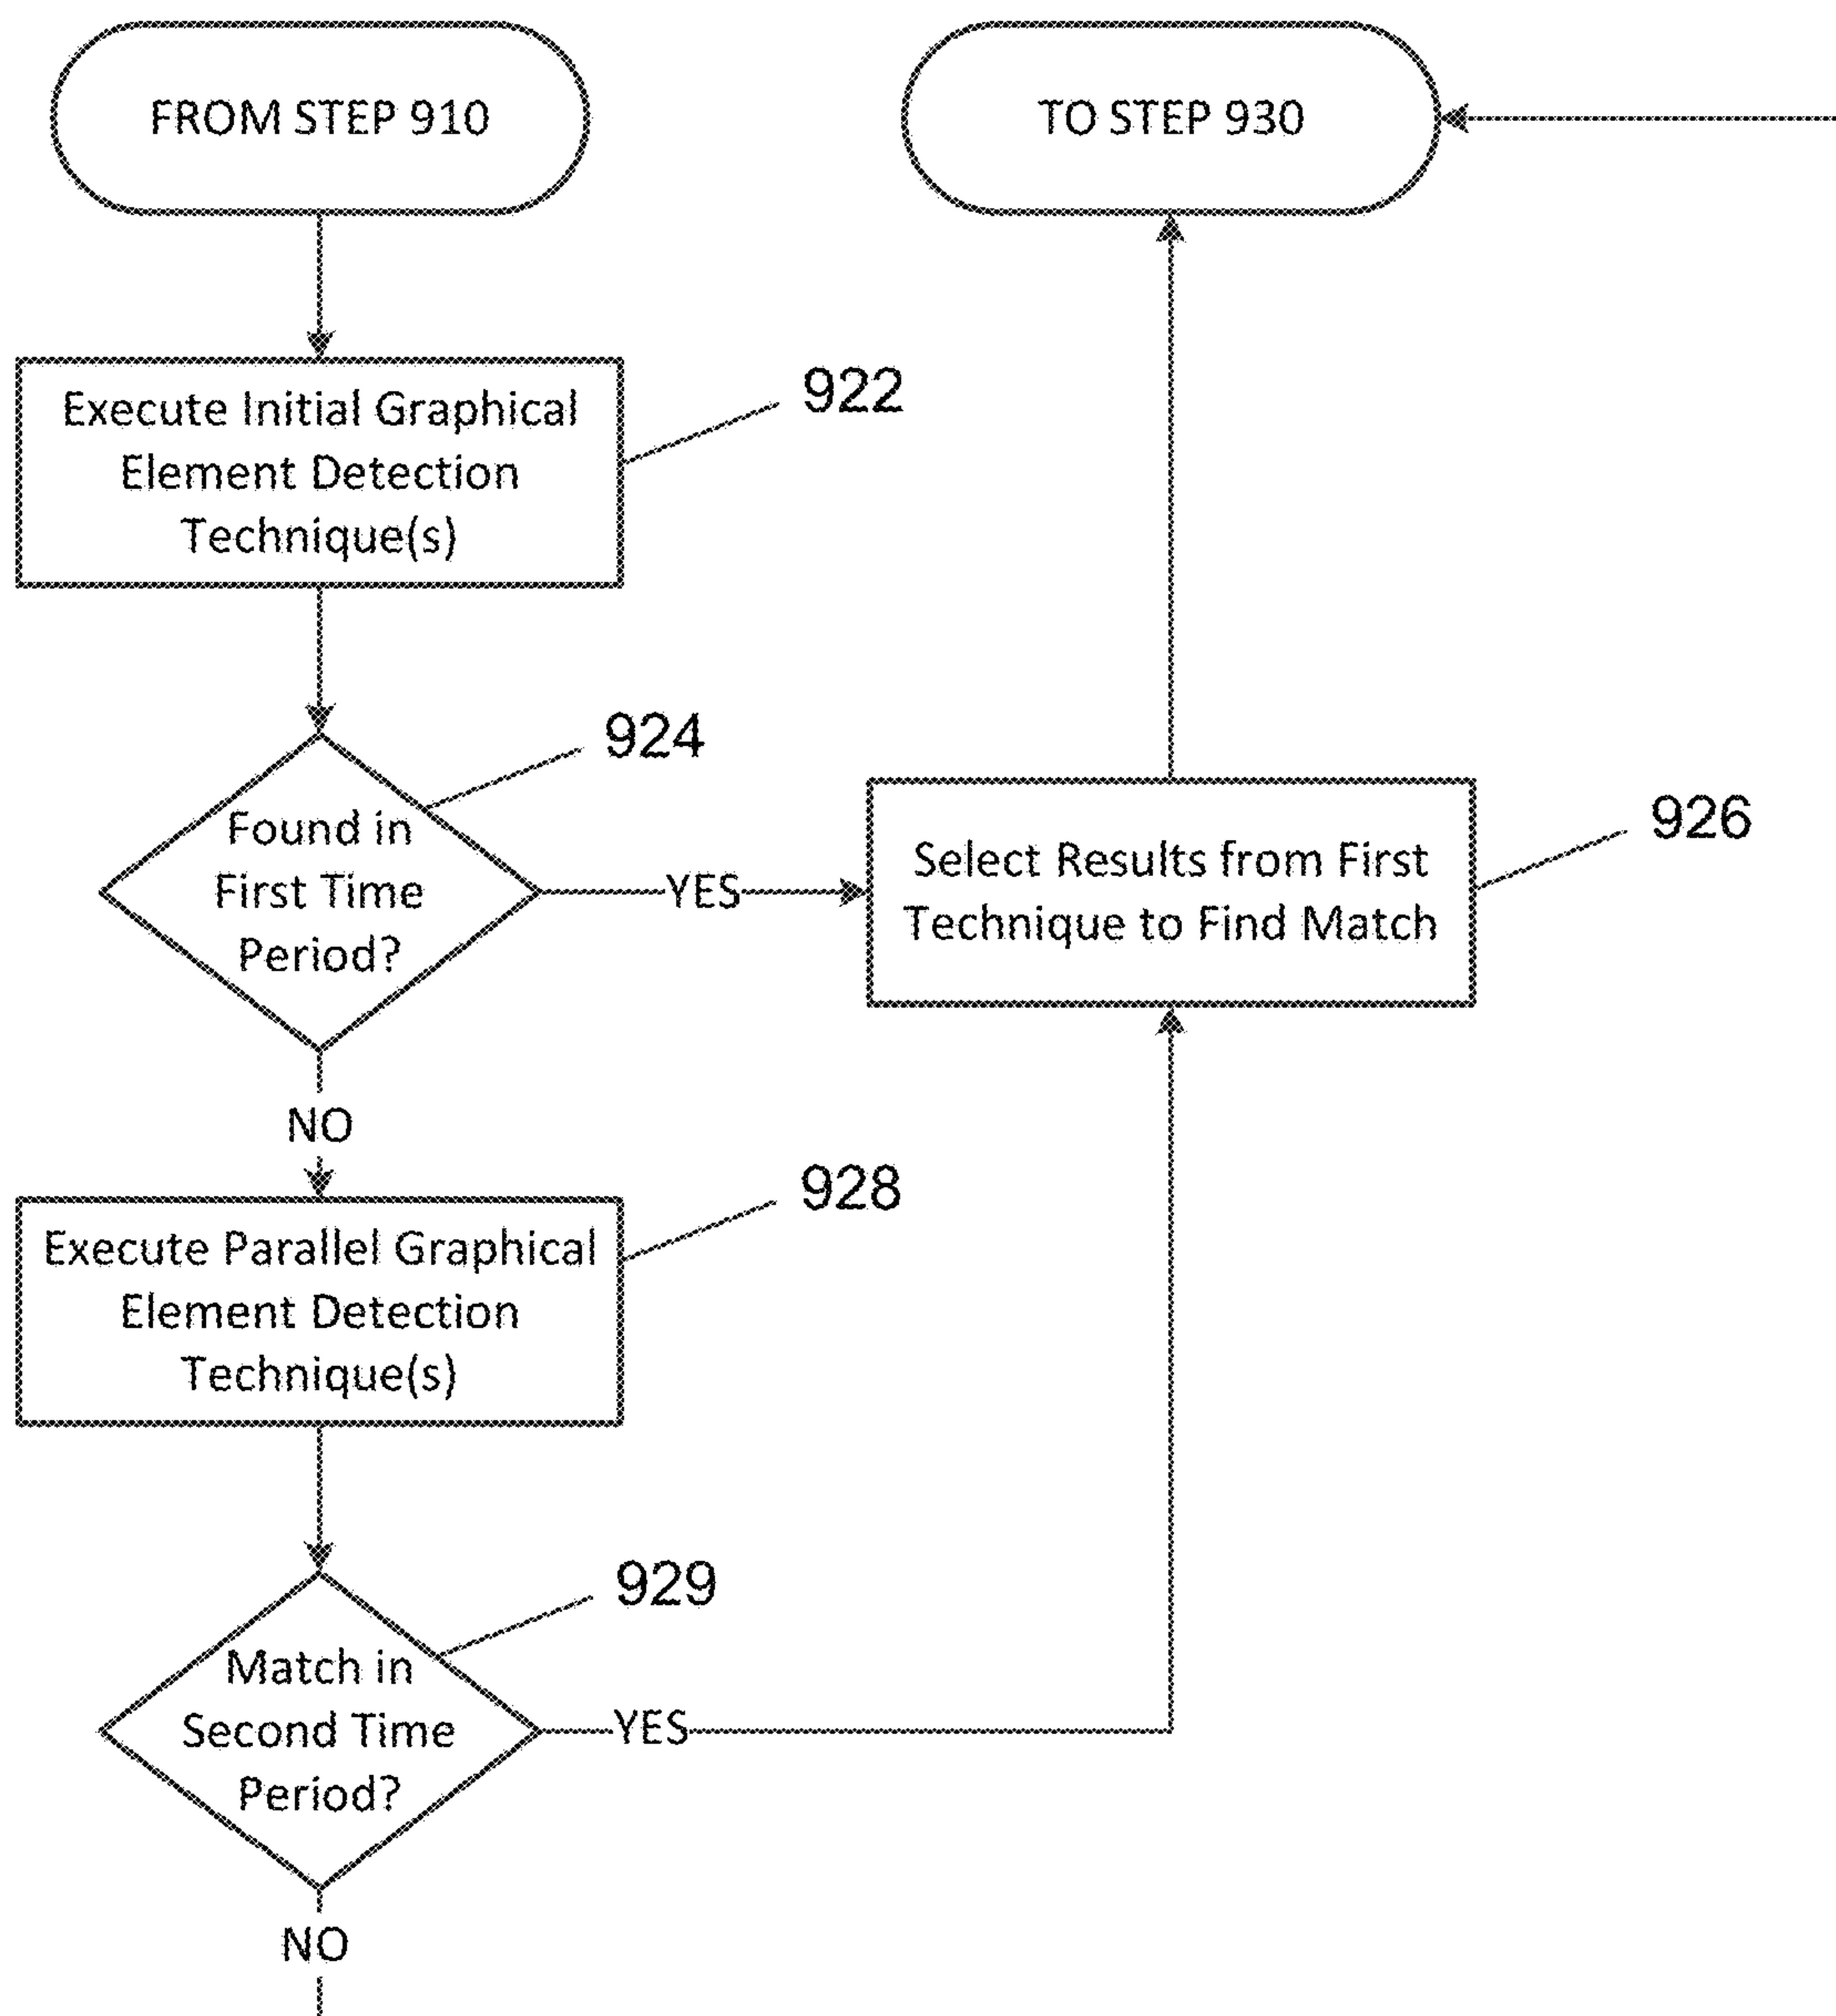 FROM STEP 910
TO STEP 930
Execute Initial Graphical
Element Detection
Technique(s)
922
924
Found in
First Time
Period?
YES
Select Results from First
Technique to Find Match
926
NO
928
Execute Parallel Graphical
Element Detection
Technique(s)
929
Match in
Second Time
Period?
YES
NO